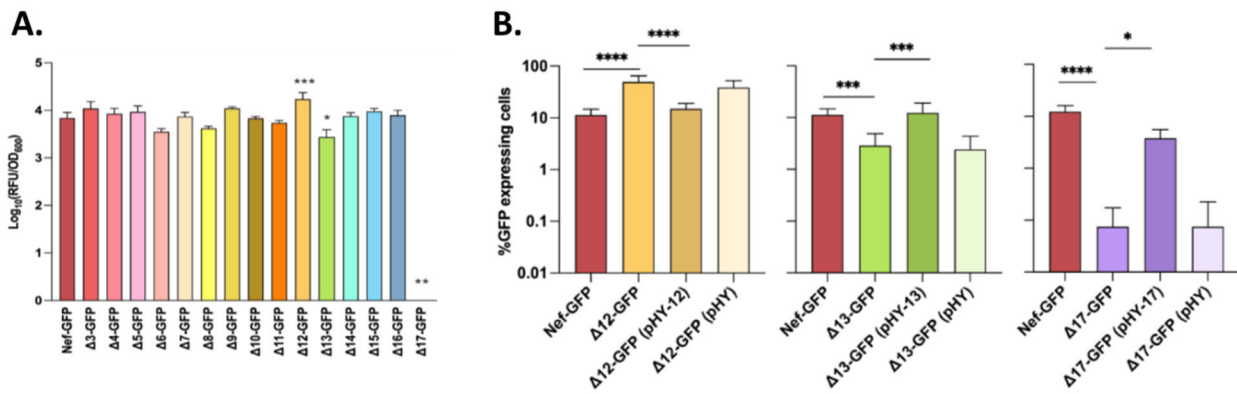 A.
B.
Log₁₀(RFU/OD₆₀₀)
5
4
3
2
1
0
***
*
**
Nef-GFP
Δ3-GFP
Δ4-GFP
Δ5-GFP
Δ6-GFP
Δ7-GFP
Δ8-GFP
Δ9-GFP
Δ10-GFP
Δ11-GFP
Δ12-GFP
Δ13-GFP
Δ14-GFP
Δ15-GFP
Δ16-GFP
Δ17-GFP
%GFP expressing cells
100
10
1
0.1
0.01
****
****
Nef-GFP
Δ12-GFP
Δ12-GFP (pHY-12)
Δ12-GFP (pHY)
***
***
Nef-GFP
Δ13-GFP
Δ13-GFP (pHY-13)
Δ13-GFP (pHY)
*
****
Nef-GFP
Δ17-GFP
Δ17-GFP (pHY-17)
Δ17-GFP (pHY)